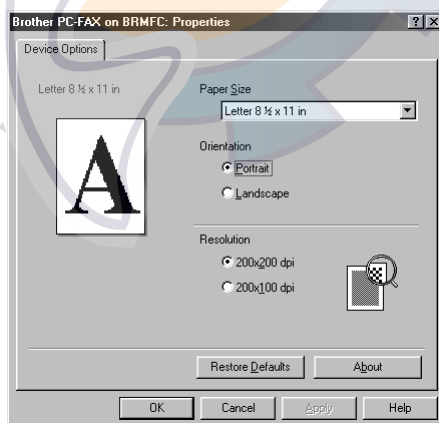 Brother PC-FAX on BRMFC: Properties
Device Options
Letter 8 ½ x 11 in
A
Paper Size
Letter 8 ½ x 11 in
Orientation
Portrait
Landscape
Resolution
200x200 dpi
200x100 dpi
Restore Defaults About
OK Cancel Apply Help